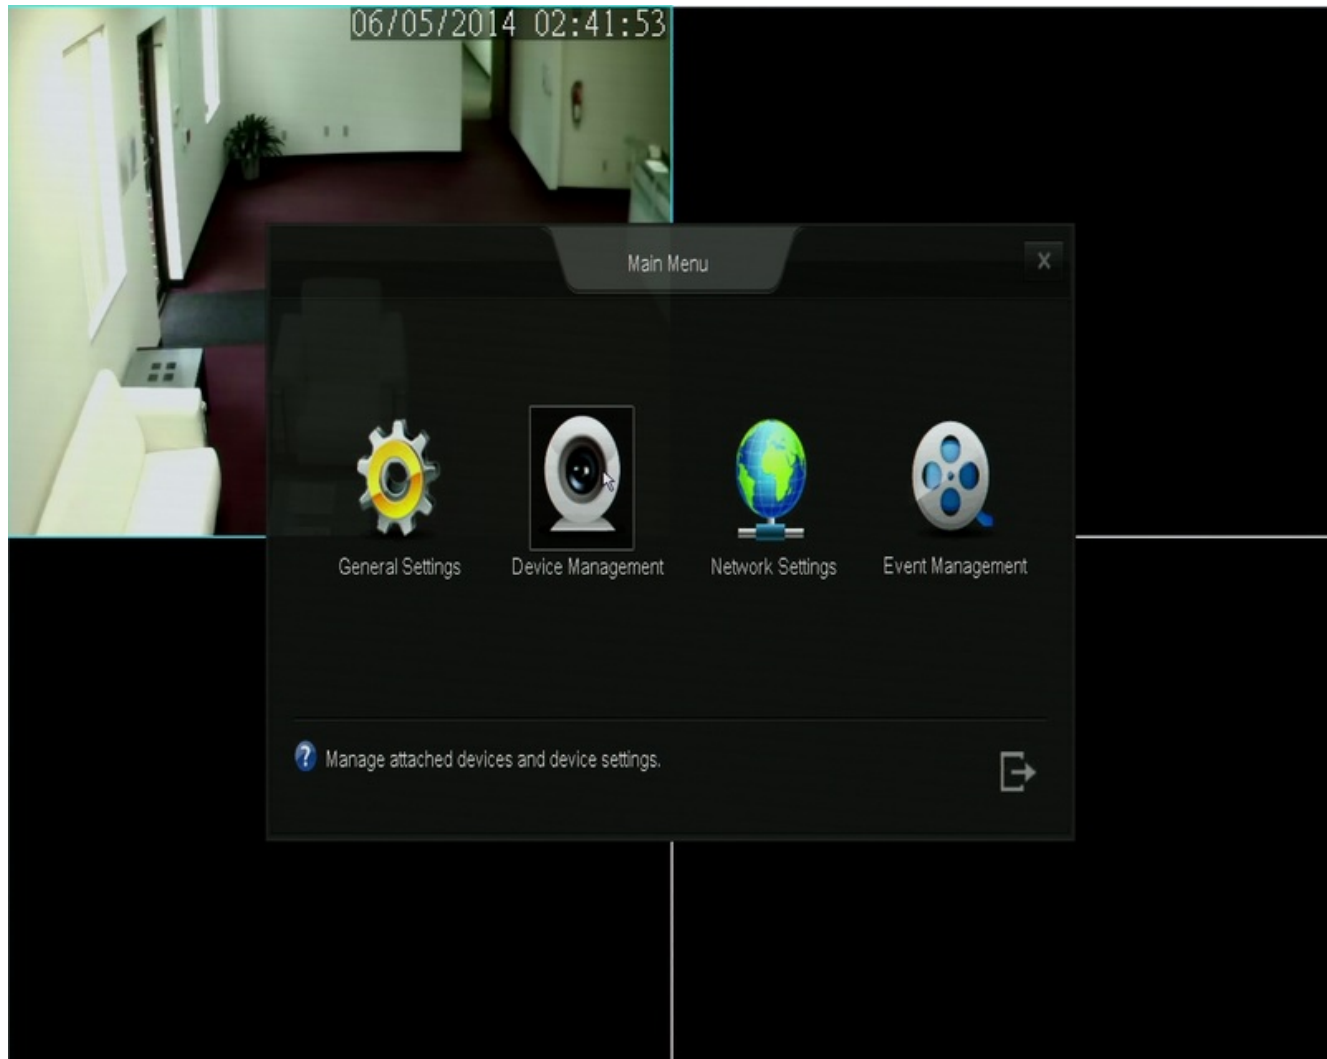 06/05/2014 02:41:53
Main Menu
General Settings
Device Management
Network Settings
Event Management
Manage attached devices and device settings.